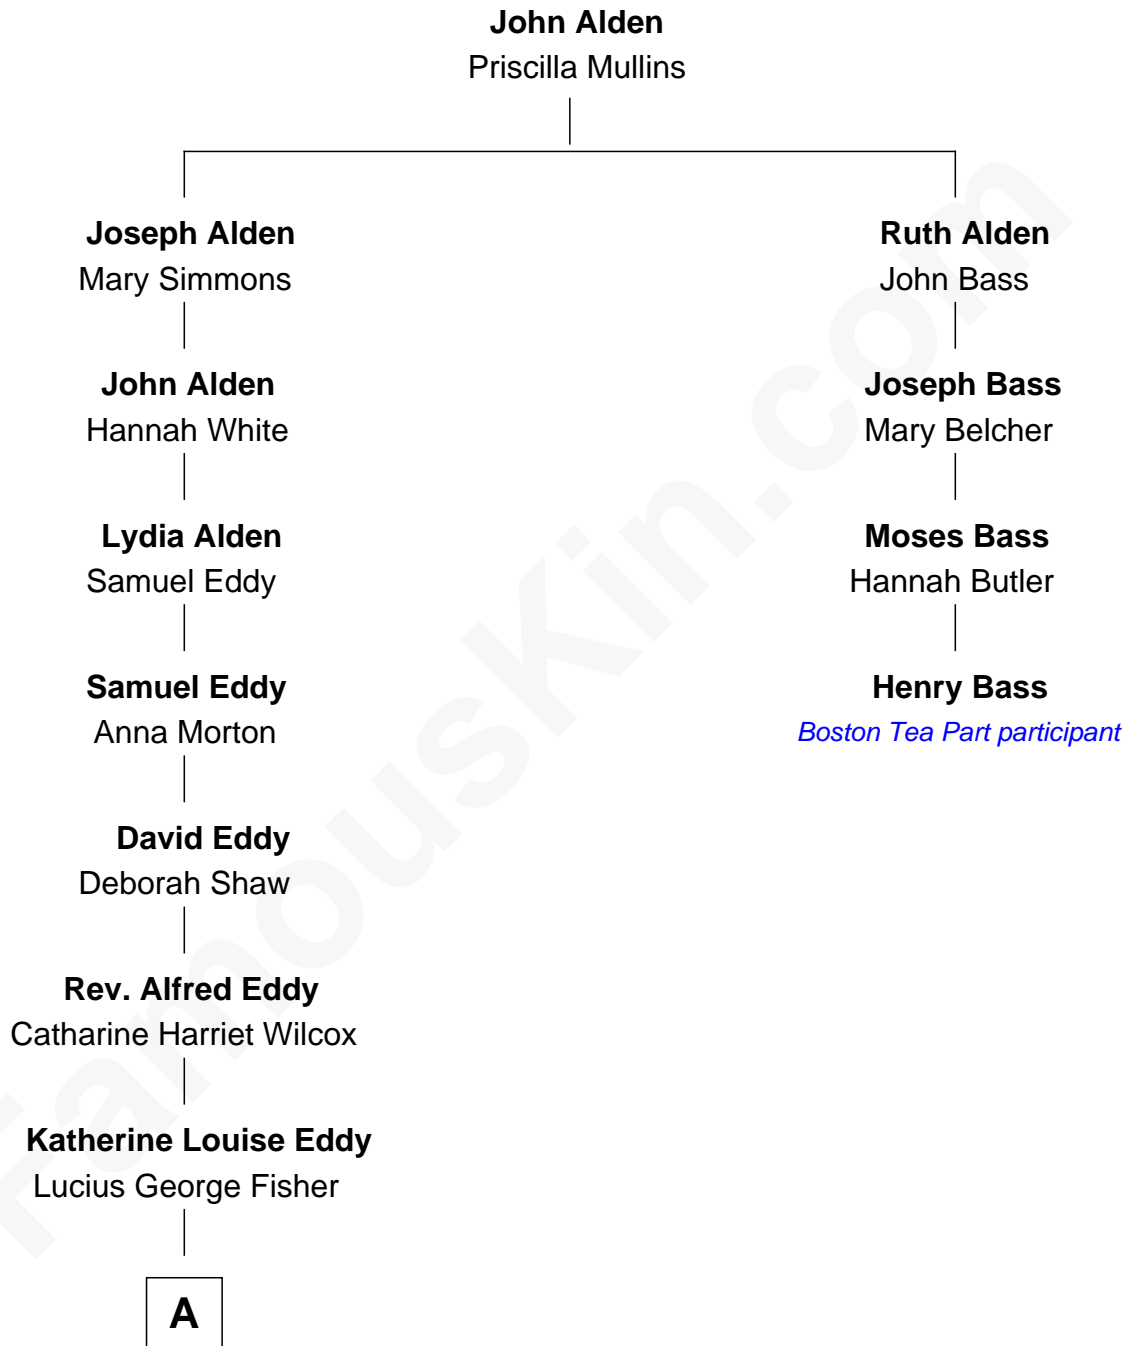 John Alden
Priscilla Mullins
Joseph Alden
Mary Simmons
Ruth Alden
John Bass
John Alden
Hannah White
Joseph Bass
Mary Belcher
Lydia Alden
Samuel Eddy
Moses Bass
Hannah Butler
Samuel Eddy
Anna Morton
Henry Bass
Boston Tea Part participant
David Eddy
Deborah Shaw
Rev. Alfred Eddy
Catharine Harriet Wilcox
Katherine Louise Eddy
Lucius George Fisher
A
FamousKin.com